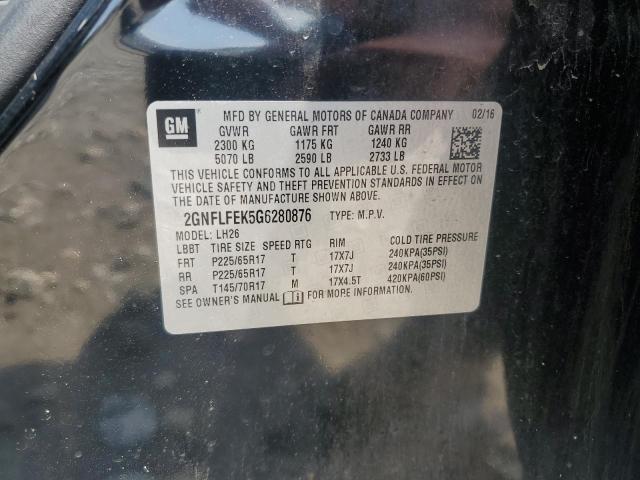 GM
MFD BY GENERAL MOTORS OF CANADA COMPANY 02/16
GVWR GAWR FRT GAWR RR
2300 KG 1175 KG 1240 KG
5070 LB 2590 LB 2733 LB
THIS VEHICLE CONFORMS TO ALL APPLICABLE U.S. FEDERAL MOTOR
VEHICLE SAFETY AND THEFT PREVENTION STANDARDS IN EFFECT ON
THE DATE OF MANUFACTURE SHOWN ABOVE.
2GNFLFEK5G6280876 TYPE: M.P.V.
MODEL: LH26
LBBT TIRE SIZE SPEED RTG RIM COLD TIRE PRESSURE
FRT P225/65R17 T 17X7J 240KPA(35PSI)
RR P225/65R17 T 17X7J 240KPA(35PSI)
SPA T145/70R17 M 17X4.5T 420KPA(60PSI)
SEE OWNER'S MANUAL FOR MORE INFORMATION.